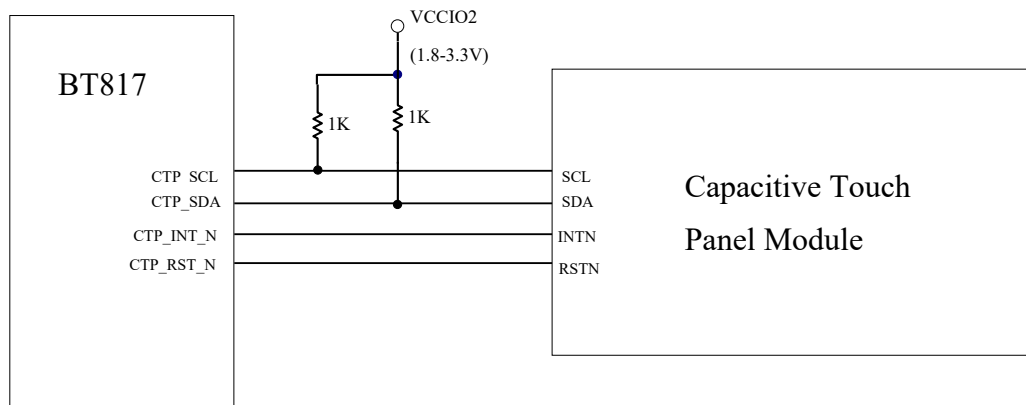 VCCIO2
(1.8-3.3V)
BT817
1K
1K
CTP_SCL
SCL
CTP_SDA
SDA
CTP_INT_N
INTN
CTP_RST_N
RSTN
Capacitive Touch
Panel Module